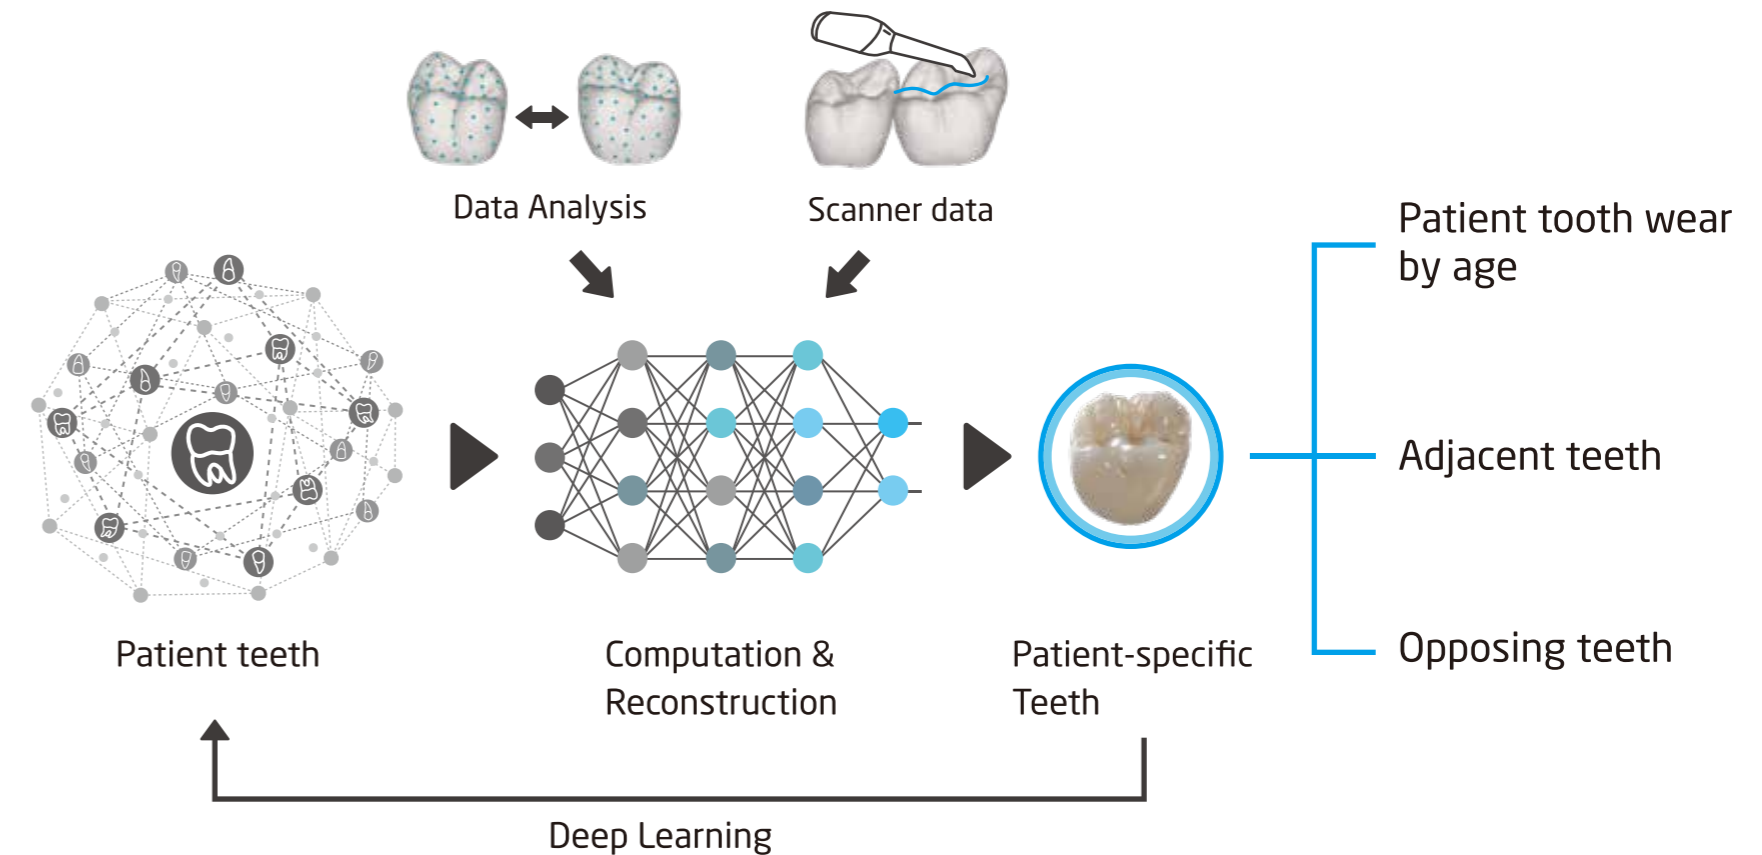 Data Analysis
Scanner data
Patient tooth wear
by age
Adjacent teeth
Opposing teeth
Patient teeth
Computation &
Reconstruction
Patient-specific
Teeth
Deep Learning